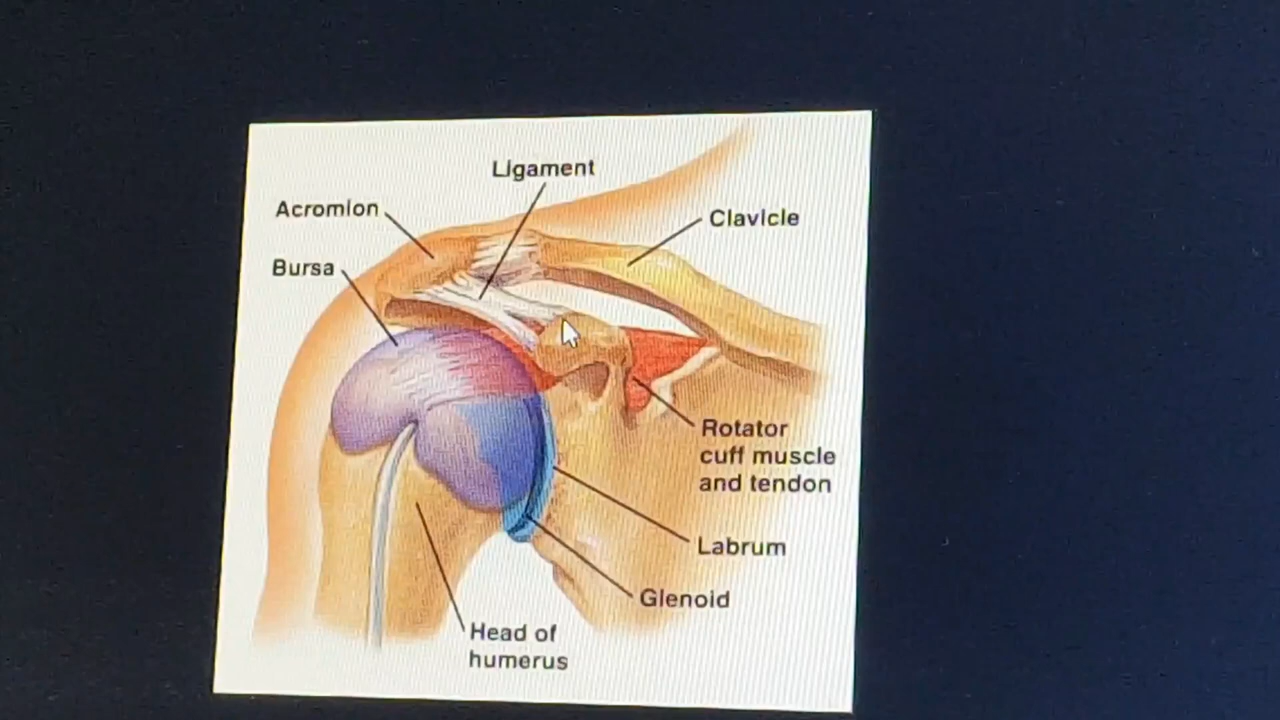 Ligament
Acromion
Clavicle
Bursa
Rotator
cuff muscle
and tendon
Labrum
Glenoid
Head of
humerus